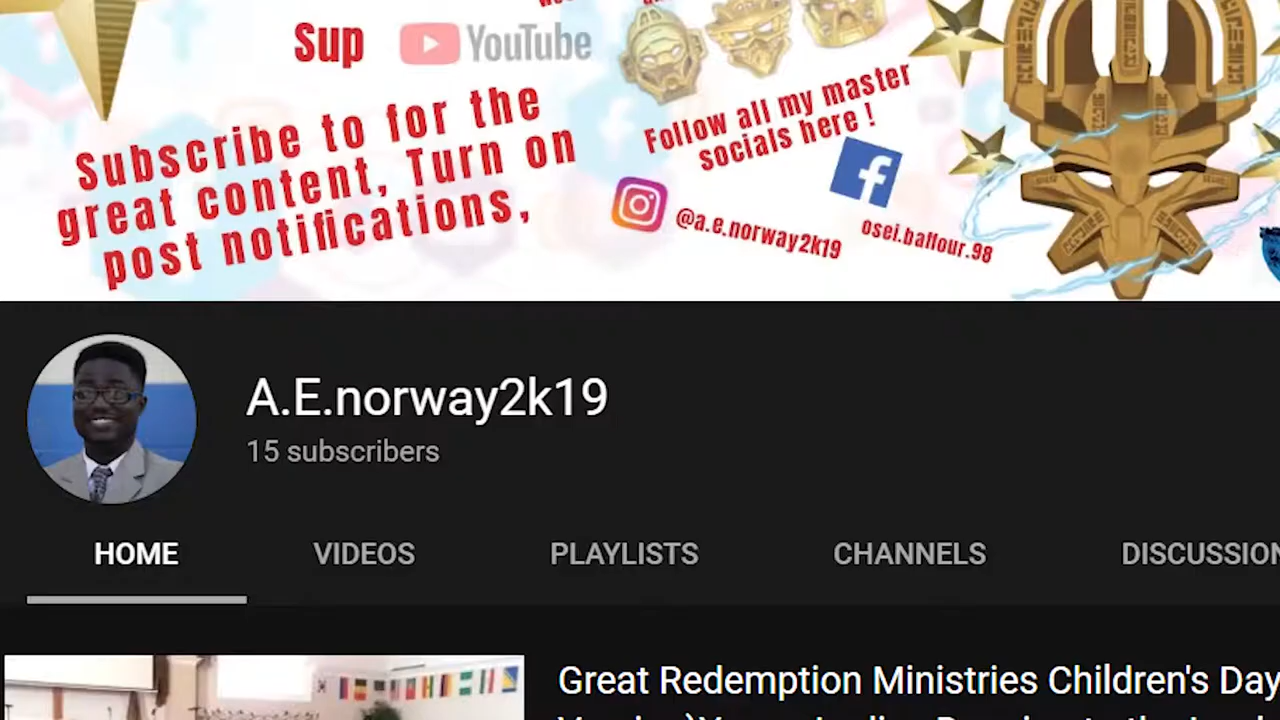 Sup YouTube
Subscribe to for the
great content, Turn on
post notifications,
Follow all my master
socials here !
@a.e.norway2k19
osei.balfour.98
A.E.norway2k19
15 subscribers
HOME VIDEOS PLAYLISTS CHANNELS DISCUSSION
Great Redemption Ministries Children's Day